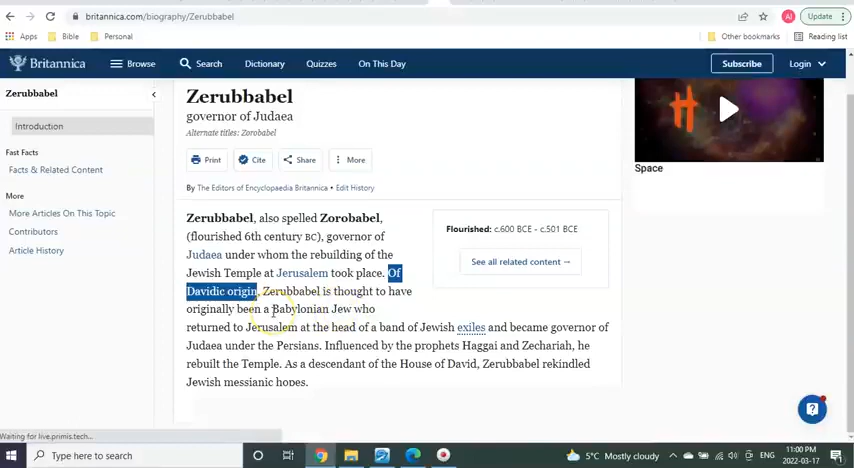 britannica.com/biography/Zerubbabel
Update
Apps
Bible
Personal
Other bookmarks
Reading list
Britannica
Browse
Search
Dictionary
Quizzes
On This Day
Subscribe
Login
Zerubbabel
Introduction
Fast Facts
Facts & Related Content
More
More Articles On This Topic
Contributors
Article History
Zerubbabel
governor of Judaea
Alternate titles: Zorobabel
Print
Cite
Share
More
By The Editors of Encyclopaedia Britannica • Edit History
Zerubbabel, also spelled Zorobabel,
(flourished 6th century BC), governor of
Judaea under whom the rebuilding of the
Jewish Temple at Jerusalem took place. Of
Davidic origin, Zerubbabel is thought to have
originally been a Babylonian Jew who
returned to Jerusalem at the head of a band of Jewish exiles and became governor of
Judaea under the Persians. Influenced by the prophets Haggai and Zechariah, he
rebuilt the Temple. As a descendant of the House of David, Zerubbabel rekindled
Jewish messianic hopes.
Flourished: c.600 BCE - c.501 BCE
See all related content →
Space
Waiting for live.primis.tech...
Type here to search
5°C Mostly cloudy
ENG
11:00 PM
2022-03-17